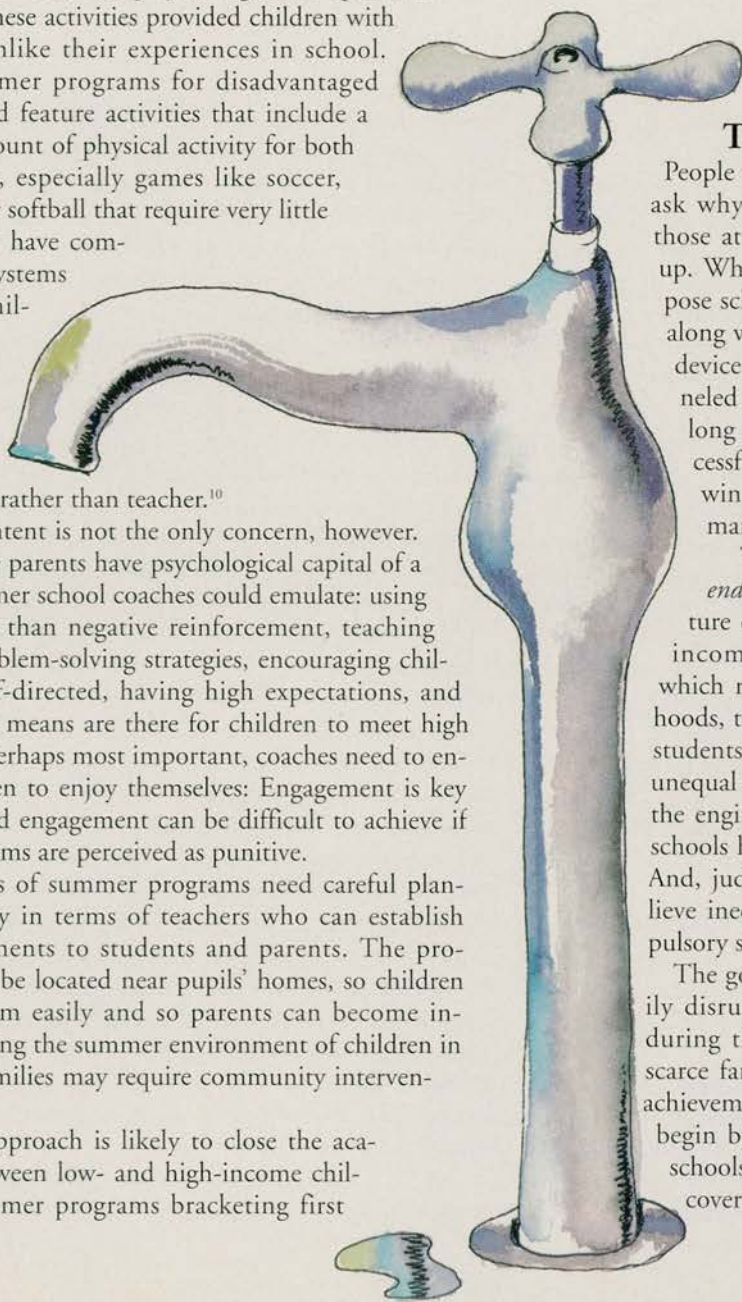 hese activities provided children with
nlike their experiences in school.
mer programs for disadvantaged
d feature activities that include a
ount of physical activity for both
, especially games like soccer,
softball that require very little
have com-
ystems
hil-
rather than teacher.¹⁰
ntent is not the only concern, however.
parents have psychological capital of a
mer school coaches could emulate: using
than negative reinforcement, teaching
blem-solving strategies, encouraging chil-
f-directed, having high expectations, and
means are there for children to meet high
erhaps most important, coaches need to en-
en to enjoy themselves: Engagement is key
d engagement can be difficult to achieve if
ms are perceived as punitive.
s of summer programs need careful plan-
y in terms of teachers who can establish
ments to students and parents. The pro-
be located near pupils' homes, so children
m easily and so parents can become in-
ng the summer environment of children in
milies may require community interven-
pproach is likely to close the aca-
ween low- and high-income chil-
mer programs bracketing first
T
People
ask why
those at
up. Wh
pose sc
along v
device
neled
long
cessf
win
ma
end
ture
incom
which n
hoods, t
students
unequal
the engi
schools h
And, juc
lieve ined
pulsory s
The go
ily disru
during t
scarce far
achievem
begin b
schools
cover